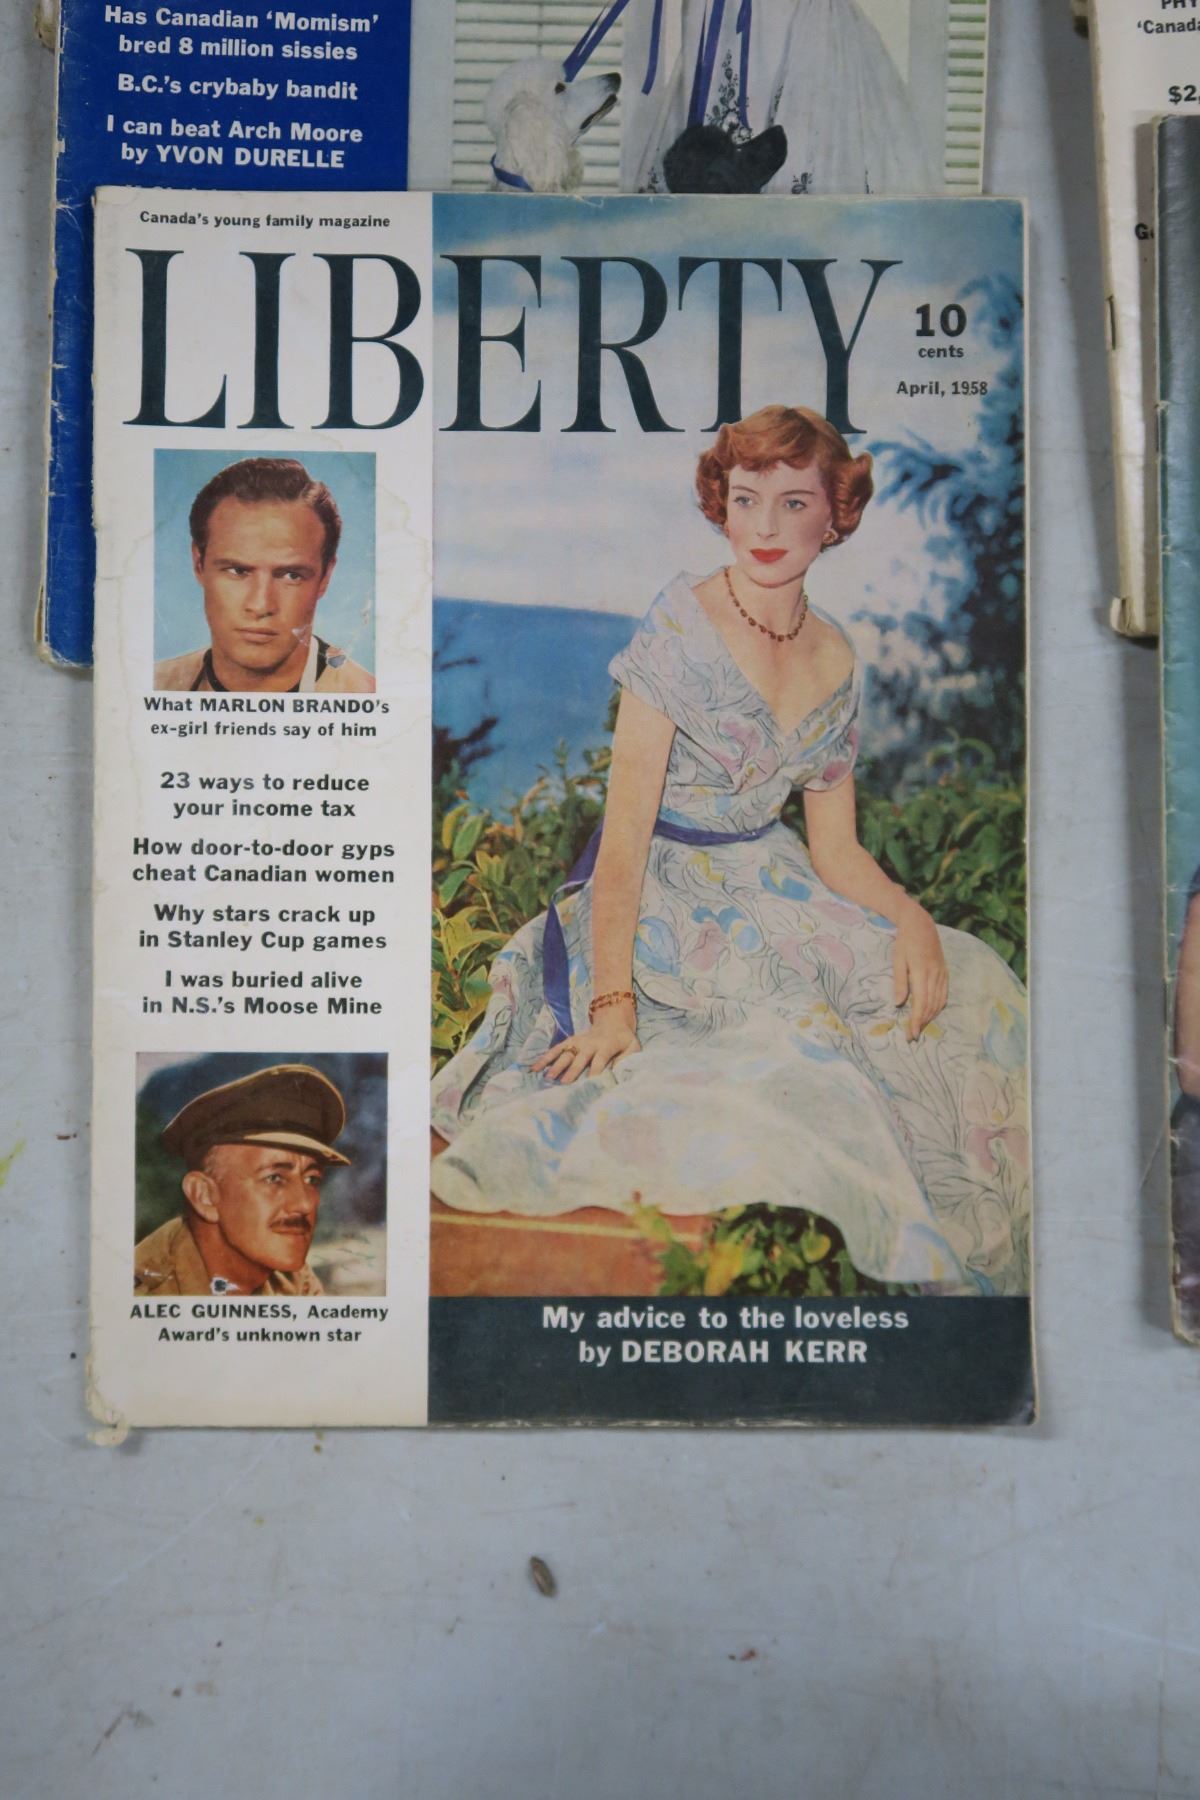 Has Canadian 'Momism'
bred 8 million sissies
B.C.'s crybaby bandit
I can beat Arch Moore
by YVON DURELLE
PHY
'Canada
$2,
Canada's young family magazine
LIBERTY
10
cents
April, 1958
What MARLON BRANDO's
ex-girl friends say of him
23 ways to reduce
your income tax
How door-to-door gyps
cheat Canadian women
Why stars crack up
in Stanley Cup games
I was buried alive
in N.S.'s Moose Mine
ALEC GUINNESS, Academy
Award's unknown star
My advice to the loveless
by DEBORAH KERR